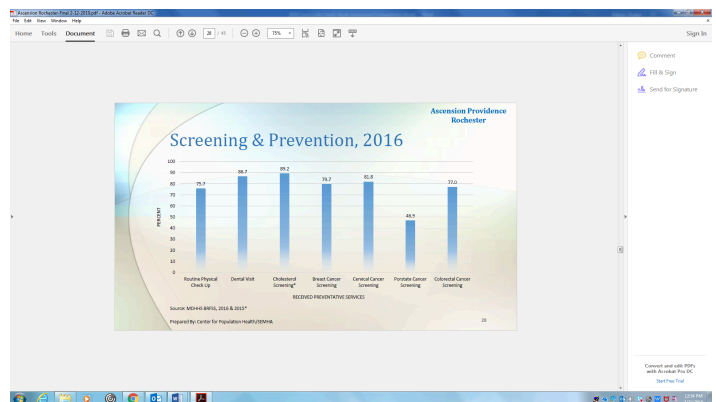 Ascension Rochester-Final 2-12-2019.pdf - Adobe Acrobat Reader DC
File Edit View Window Help
Home Tools Document
28 / 43
75%
Sign In
Comment
Fill & Sign
Send for Signature
Ascension Providence
Rochester
Screening & Prevention, 2016
PERCENT
100
90
80
70
60
50
40
30
20
10
0
75.7
86.7
89.2
79.7
81.8
46.9
77.0
Routine Physical
Check Up
Dental Visit
Cholesterol
Screening*
Breast Cancer
Screening
Cervical Cancer
Screening
Porstate Cancer
Screening
Colorectal Cancer
Screening
RECEIVED PREVENTATIVE SERVICES
Source: MDHHS BRFSS, 2016 & 2015*
Prepared By: Center for Population Health/SEMHA
28
Convert and edit PDFs
with Acrobat Pro DC
Start Free Trial
12:34 PM